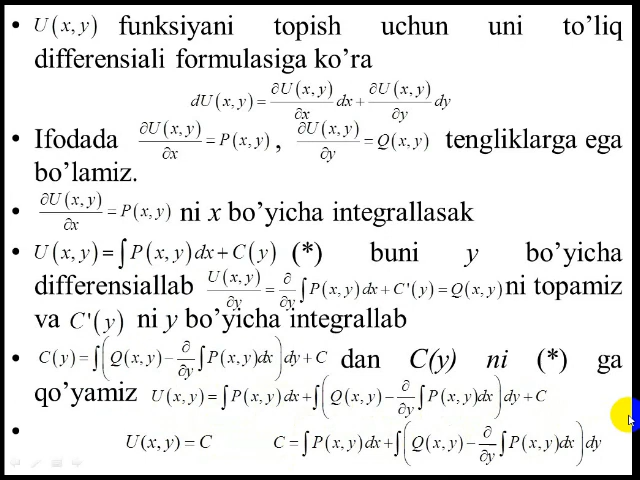 • U(x, y) funksiyani topish uchun uni to’liq
differensiali formulasiga ko’ra
dU(x, y) = ∂U(x, y)/∂x dx + ∂U(x, y)/∂y dy
• Ifodada ∂U(x, y)/∂x = P(x, y) , ∂U(x, y)/∂y = Q(x, y) tengliklarga ega
bo’lamiz.
• ∂U(x, y)/∂x = P(x, y) ni x bo’yicha integrallasak
• U(x, y) = ∫P(x, y)dx + C(y) (*) buni y bo’yicha
differensiallab U(x, y)/∂y = ∂/∂y ∫P(x, y)dx + C'(y) = Q(x, y) ni topamiz
va C'(y) ni y bo’yicha integrallab
• C(y) = ∫(Q(x, y) − ∂/∂y ∫P(x, y)dx)dy + C dan C(y) ni (*) ga
qo’yamiz U(x, y) = ∫P(x, y)dx + ∫(Q(x, y) − ∂/∂y ∫P(x, y)dx)dy + C
• U(x, y) = C C = ∫P(x, y)dx + ∫(Q(x, y) − ∂/∂y ∫P(x, y)dx)dy